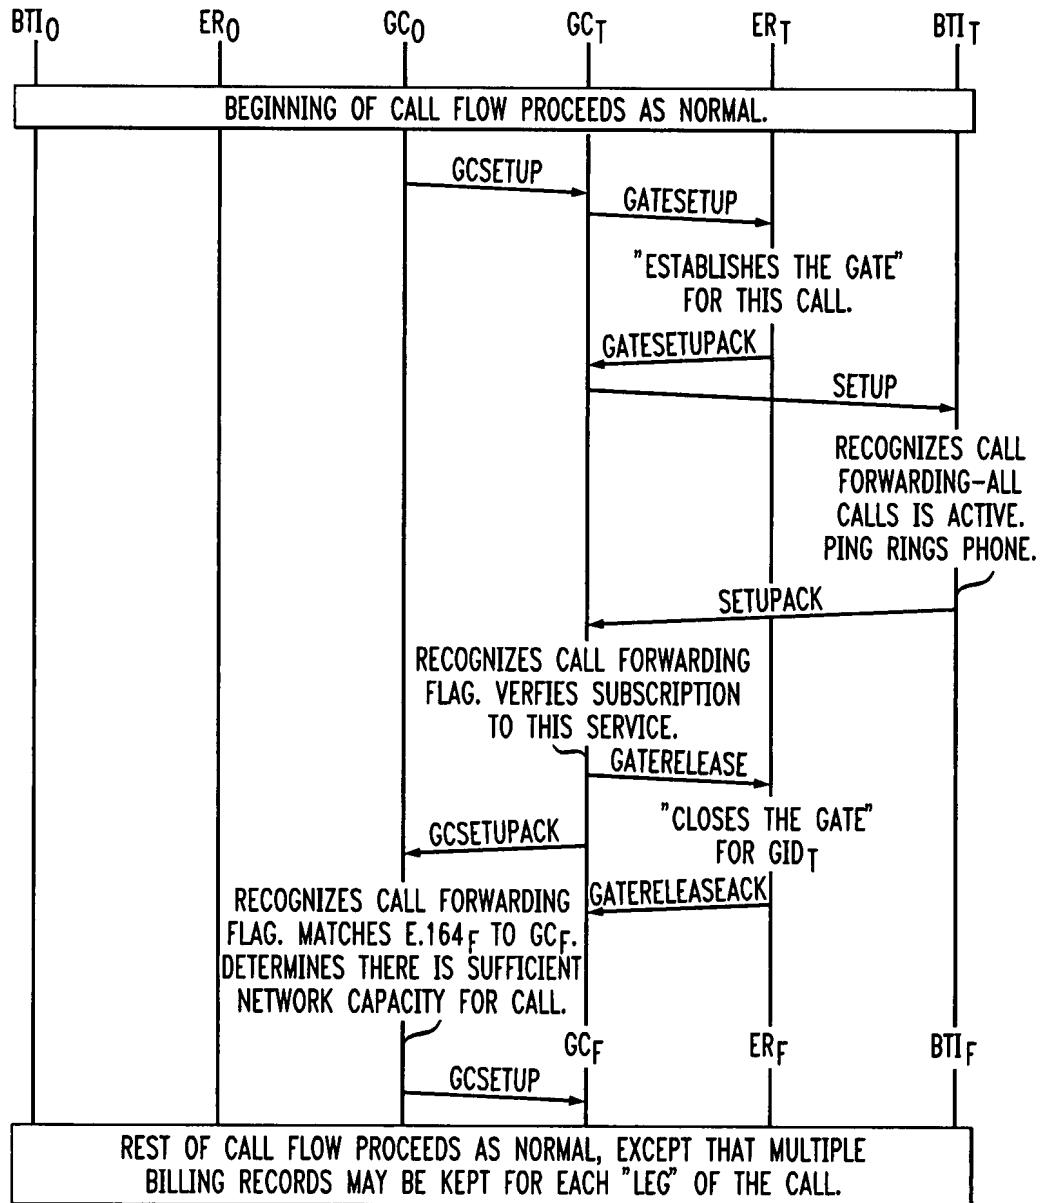 BTIO ERO GCO GCT ERT BTIT
BEGINNING OF CALL FLOW PROCEEDS AS NORMAL.
GCSETUP
GATESETUP
"ESTABLISHES THE GATE"
FOR THIS CALL.
GATESETUPACK
SETUP
RECOGNIZES CALL
FORWARDING-ALL
CALLS IS ACTIVE.
PING RINGS PHONE.
SETUPACK
RECOGNIZES CALL FORWARDING
FLAG. VERFIES SUBSCRIPTION
TO THIS SERVICE.
GATERELEASE
"CLOSES THE GATE"
FOR GIDT
GCSETUPACK
GATERELEASEACK
RECOGNIZES CALL FORWARDING
FLAG. MATCHES E.164F TO GCF.
DETERMINES THERE IS SUFFICIENT
NETWORK CAPACITY FOR CALL.
GCF ERF BTIF
GCSETUP
REST OF CALL FLOW PROCEEDS AS NORMAL, EXCEPT THAT MULTIPLE
BILLING RECORDS MAY BE KEPT FOR EACH "LEG" OF THE CALL.